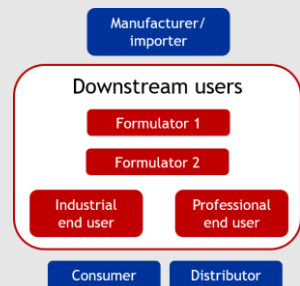 Manufacturer/
importer
Downstream users
Formulator 1
Formulator 2
Industrial
end user
Professional
end user
Consumer
Distributor